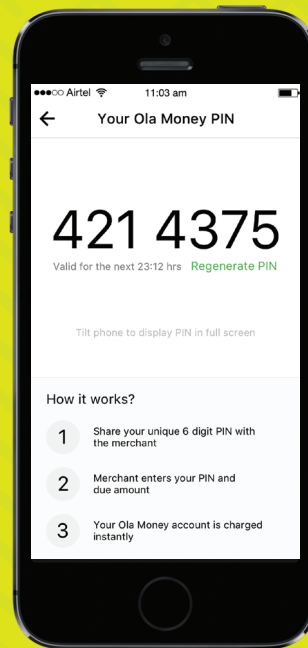 Airtel 11:03 am
Your Ola Money PIN
421 4375
Valid for the next 23:12 hrs Regenerate PIN
Tilt phone to display PIN in full screen
How it works?
1 Share your unique 6 digit PIN with
the merchant
2 Merchant enters your PIN and
due amount
3 Your Ola Money account is charged
instantly